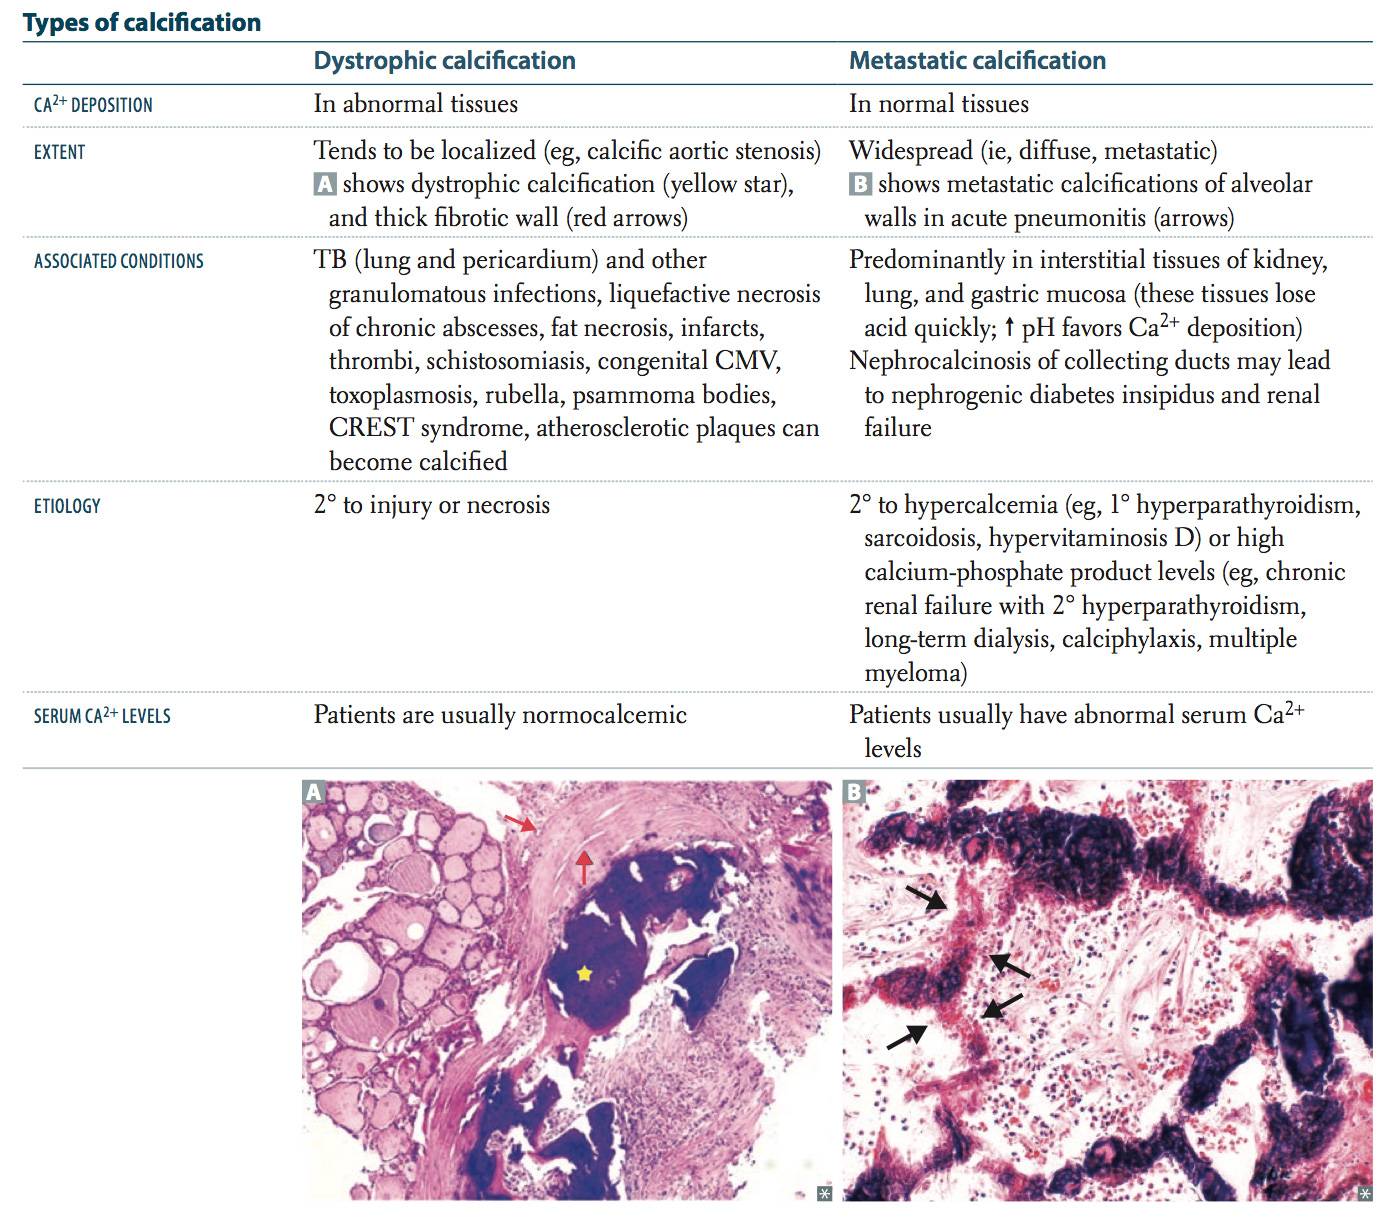 Types of calcification
Dystrophic calcification
Metastatic calcification
CA²⁺ DEPOSITION
In abnormal tissues
In normal tissues
EXTENT
Tends to be localized (eg, calcific aortic stenosis)
A shows dystrophic calcification (yellow star),
and thick fibrotic wall (red arrows)
Widespread (ie, diffuse, metastatic)
B shows metastatic calcifications of alveolar
walls in acute pneumonitis (arrows)
ASSOCIATED CONDITIONS
TB (lung and pericardium) and other
granulomatous infections, liquefactive necrosis
of chronic abscesses, fat necrosis, infarcts,
thrombi, schistosomiasis, congenital CMV,
toxoplasmosis, rubella, psammoma bodies,
CREST syndrome, atherosclerotic plaques can
become calcified
Predominantly in interstitial tissues of kidney,
lung, and gastric mucosa (these tissues lose
acid quickly; ↑ pH favors Ca²⁺ deposition)
Nephrocalcinosis of collecting ducts may lead
to nephrogenic diabetes insipidus and renal
failure
ETIOLOGY
2° to injury or necrosis
2° to hypercalcemia (eg, 1° hyperparathyroidism,
sarcoidosis, hypervitaminosis D) or high
calcium-phosphate product levels (eg, chronic
renal failure with 2° hyperparathyroidism,
long-term dialysis, calciphylaxis, multiple
myeloma)
SERUM CA²⁺ LEVELS
Patients are usually normocalcemic
Patients usually have abnormal serum Ca²⁺
levels
A
B